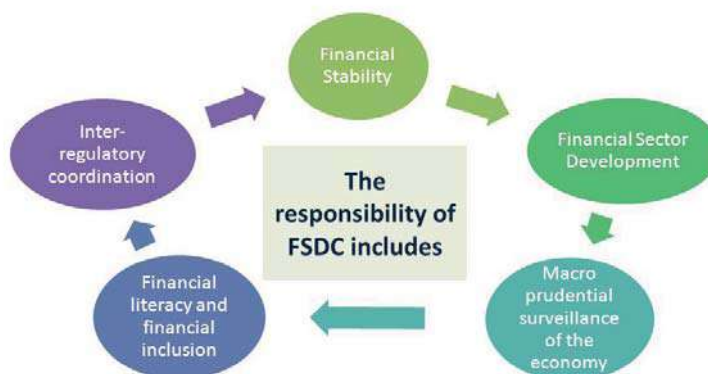 Financial
Stability
Financial Sector
Development
Macro
prudential
surveillance
of the
economy
Financial
literacy and
financial
inclusion
Inter-
regulatory
coordination
The
responsibility of
FSDC includes